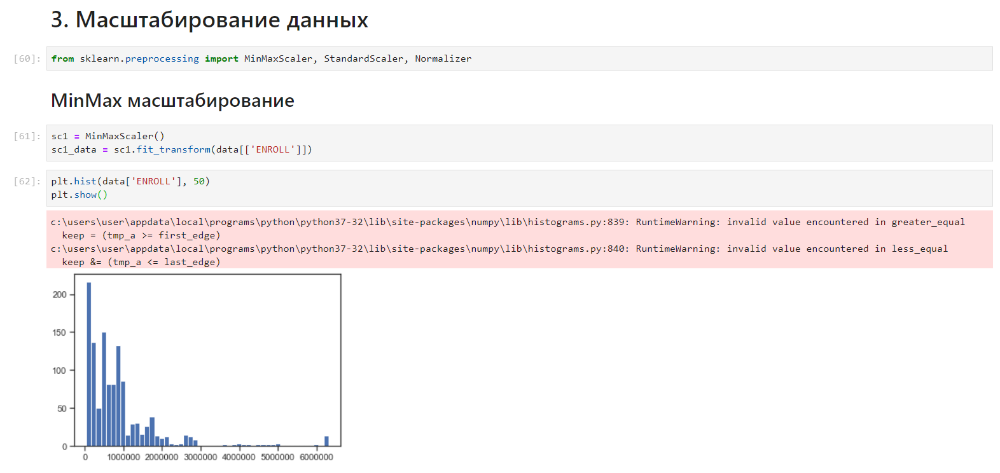 3. Масштабирование данных
[60]: from sklearn.preprocessing import MinMaxScaler, StandardScaler, Normalizer
MinMax масштабирование
[61]: sc1 = MinMaxScaler()
sc1_data = sc1.fit_transform(data[['ENROLL']])
[62]: plt.hist(data['ENROLL'], 50)
plt.show()
c:\users\user\appdata\local\programs\python\python37-32\lib\site-packages\numpy\lib\histograms.py:839: RuntimeWarning: invalid value encountered in greater_equal
keep = (tmp_a >= first_edge)
c:\users\user\appdata\local\programs\python\python37-32\lib\site-packages\numpy\lib\histograms.py:840: RuntimeWarning: invalid value encountered in less_equal
keep &= (tmp_a <= last_edge)
200
150
100
50
0
0 1000000 2000000 3000000 4000000 5000000 6000000